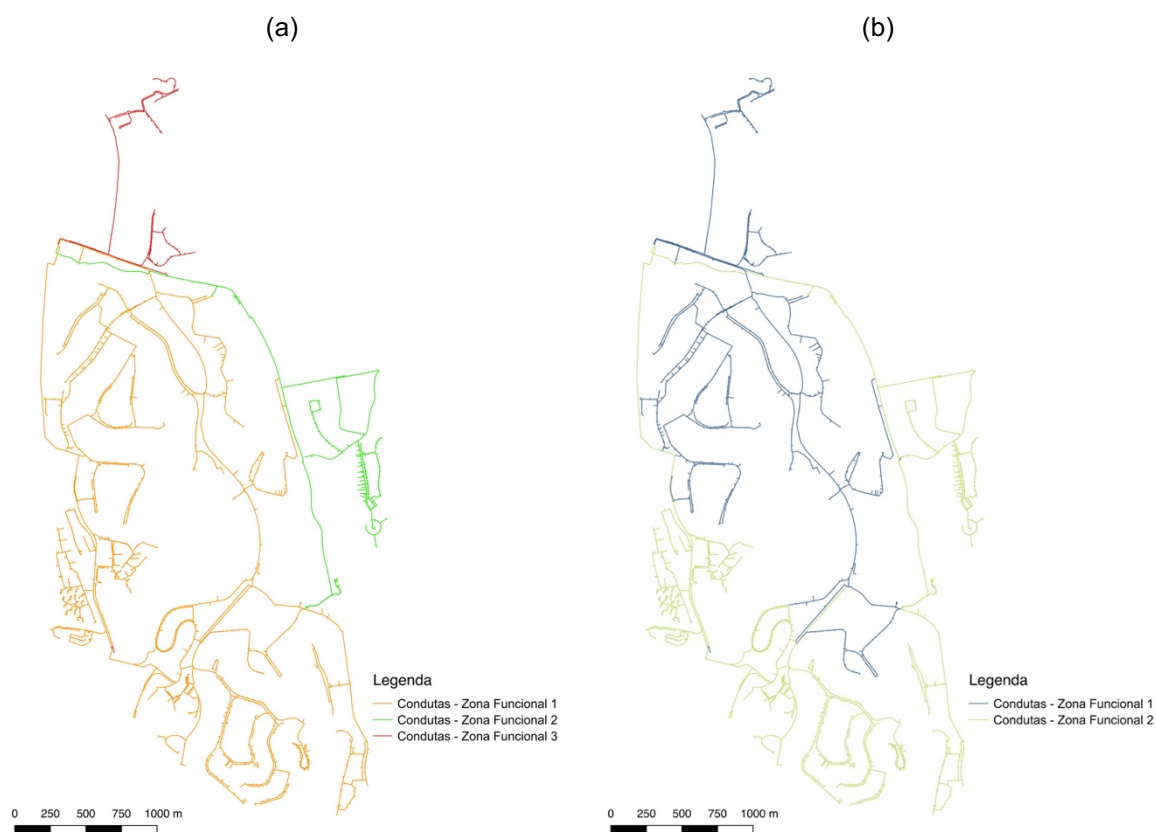 (a)
(b)
Legenda
Condutas - Zona Funcional 1
Condutas - Zona Funcional 2
Condutas - Zona Funcional 3
Legenda
Condutas - Zona Funcional 1
Condutas - Zona Funcional 2
0 250 500 750 1000 m
0 250 500 750 1000 m